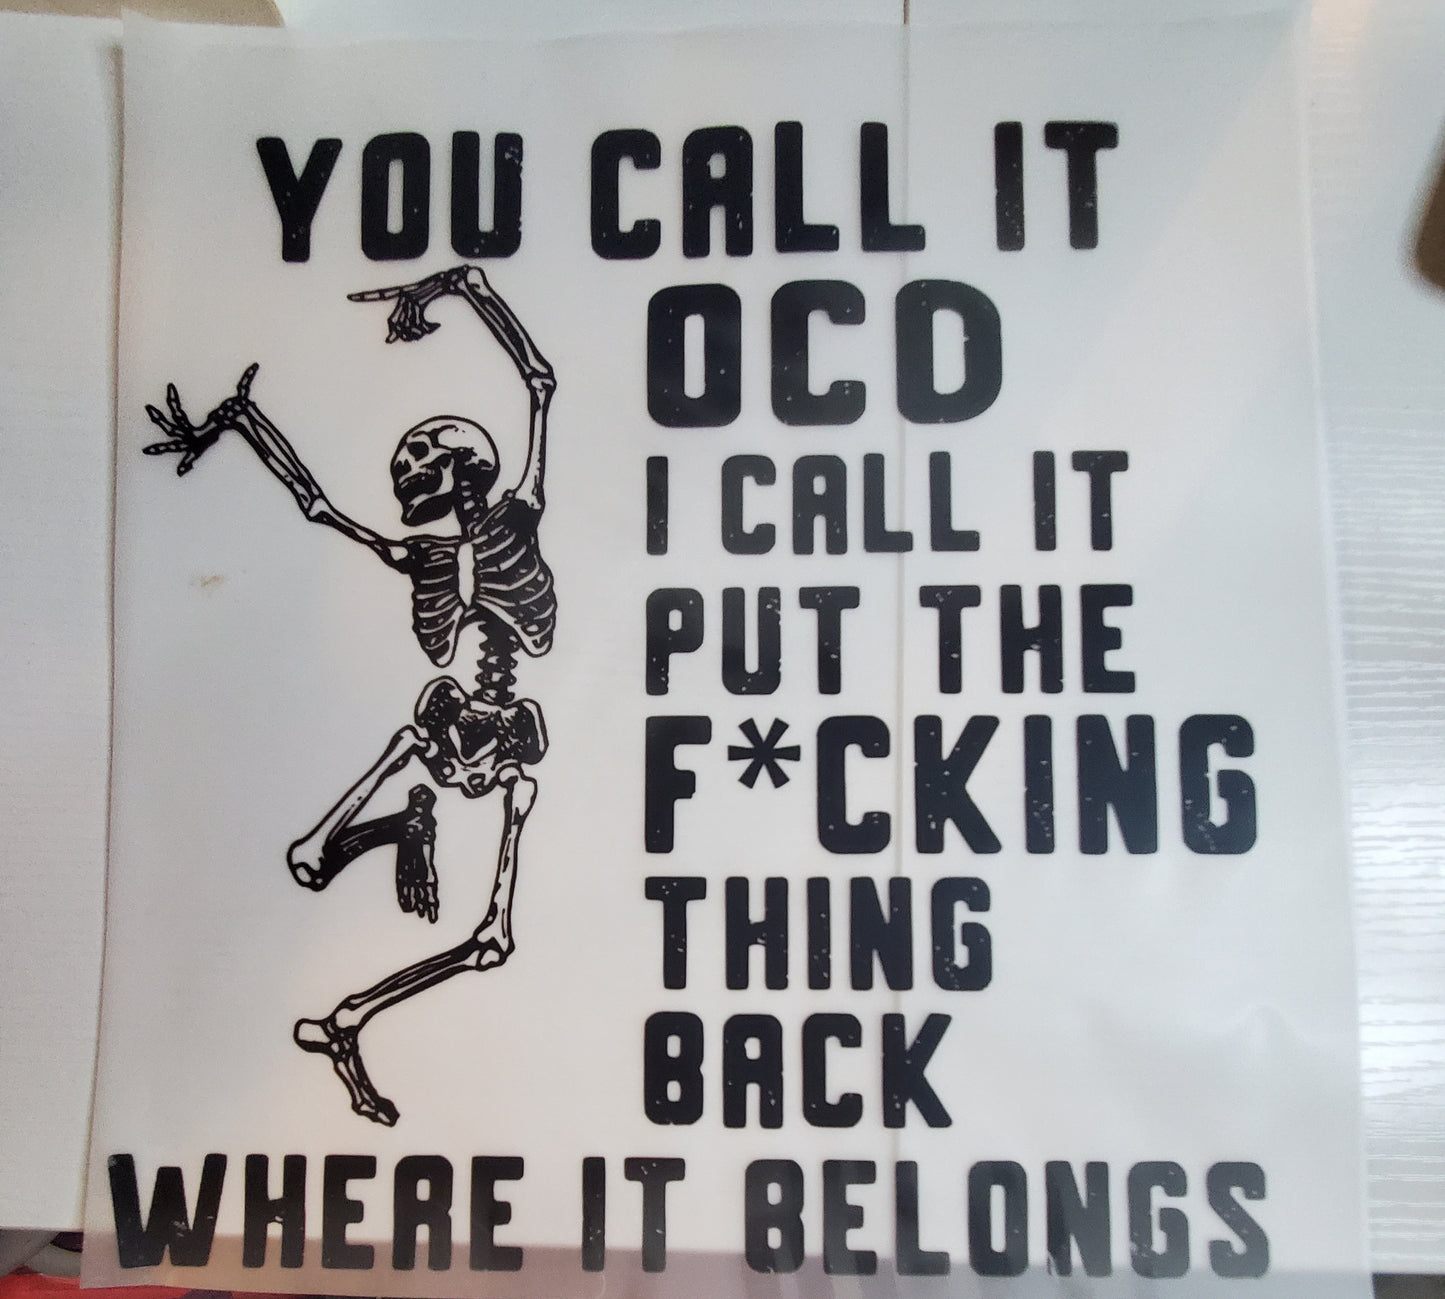 YOU CALL IT
OCD
I CALL IT
PUT THE
F*CKING
THING
BACK
WHERE IT BELONGS